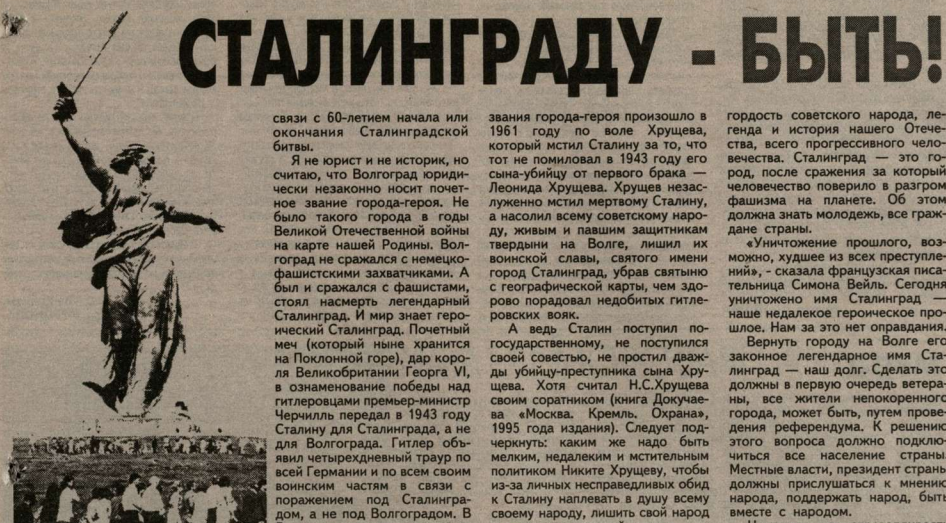 СТАЛИНГРАДУ - БЫТЬ!
связи с 60-летием начала или
окончания Сталинградской
битвы.
Я не юрист и не историк, но
считаю, что Волгоград юриди-
чески незаконно носит почет-
ное звание города-героя. Не
было такого города в годы
Великой Отечественной войны
на карте нашей Родины. Вол-
гоград не сражался с немецко-
фашистскими захватчиками. А
был и сражался с фашистами,
стоял насмерть легендарный
Сталинград. И мир знает геро-
ический Сталинград. Почетный
меч (который ныне хранится
на Поклонной горе), дар коро-
ля Великобритании Георга VI,
в ознаменование победы над
гитлеровцами премьер-министр
Черчилль передал в 1943 году
Сталину для Сталинграда, а не
для Волгограда. Гитлер объ-
явил четырехдневный траур по
всей Германии и по всем своим
воинским частям в связи с
поражением под Сталингра-
дом, а не под Волгоградом. В
звания города-героя произошло в
1961 году по воле Хрущева,
который мстил Сталину за то, что
тот не помиловал в 1943 году его
сына-убийцу от первого брака —
Леонида Хрущева. Хрущев незас-
луженно мстил мертвому Сталину,
а насолил всему советскому наро-
ду, живым и павшим защитникам
твердыни на Волге, лишил их
воинской славы, святого имени
город Сталинград, убрав святыню
с географической карты, чем здо-
рово порадовал недобитых гитле-
ровских вояк.
А ведь Сталин поступил по-
государственному, не поступился
своей совестью, не простил дваж-
ды убийцу-преступника сына Хру-
щева. Хотя считал Н.С.Хрущева
своим соратником (книга Докучае-
ва «Москва. Кремль. Охрана»,
1995 года издания). Следует под-
черкнуть: каким же надо быть
мелким, недалеким и мстительным
политиком Никите Хрущеву, чтобы
из-за личных несправедливых обид
к Сталину наплевать в душу всему
своему народу, лишить свой народ
гордость советского народа, ле-
генда и история нашего Отече-
ства, всего прогрессивного чело-
вечества. Сталинград — это го-
род, после сражения за который
человечество поверило в разгром
фашизма на планете. Об этом
должна знать молодежь, все граж-
дане страны.
«Уничтожение прошлого, воз-
можно, худшее из всех преступле-
ний», - сказала французская писа-
тельница Симона Вейль. Сегодня
уничтожено имя Сталинград —
наше недалекое героическое про-
шлое. Нам за это нет оправдания.
Вернуть городу на Волге его
законное легендарное имя Ста-
линград — наш долг. Сделать это
должны в первую очередь ветера-
ны, все жители непокоренного
города, может быть, путем прове-
дения референдума. К решению
этого вопроса должно подклю-
читься все население страны.
Местные власти, президент страны
должны прислушаться к мнению
народа, поддержать народ, быть
вместе с народом.